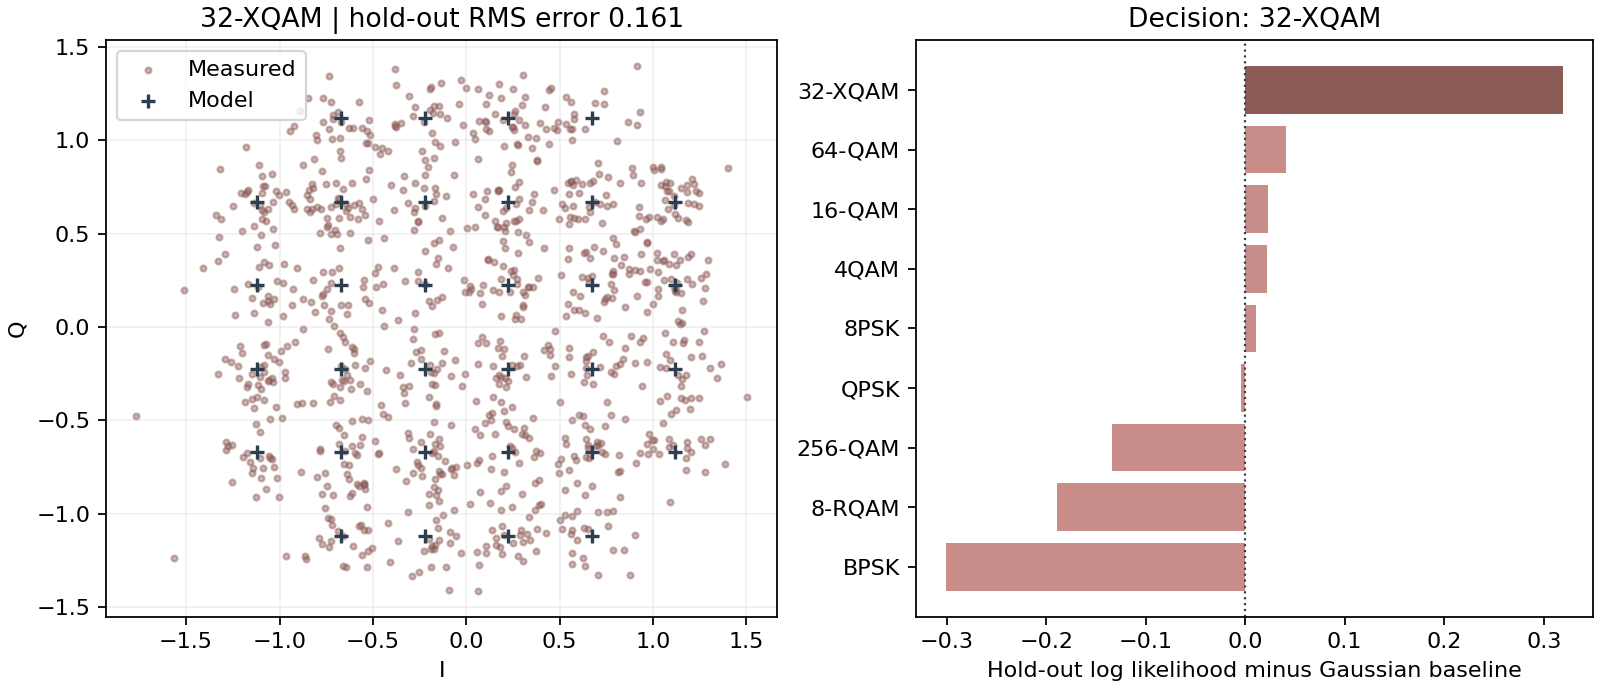 32-XQAM | hold-out RMS error 0.161
Measured
Model
1.5
1.0
0.5
0.0
−0.5
−1.0
−1.5
Q
−1.5 −1.0 −0.5 0.0 0.5 1.0 1.5
I
Decision: 32-XQAM
32-XQAM
64-QAM
16-QAM
4QAM
8PSK
QPSK
256-QAM
8-RQAM
BPSK
−0.3 −0.2 −0.1 0.0 0.1 0.2 0.3
Hold-out log likelihood minus Gaussian baseline